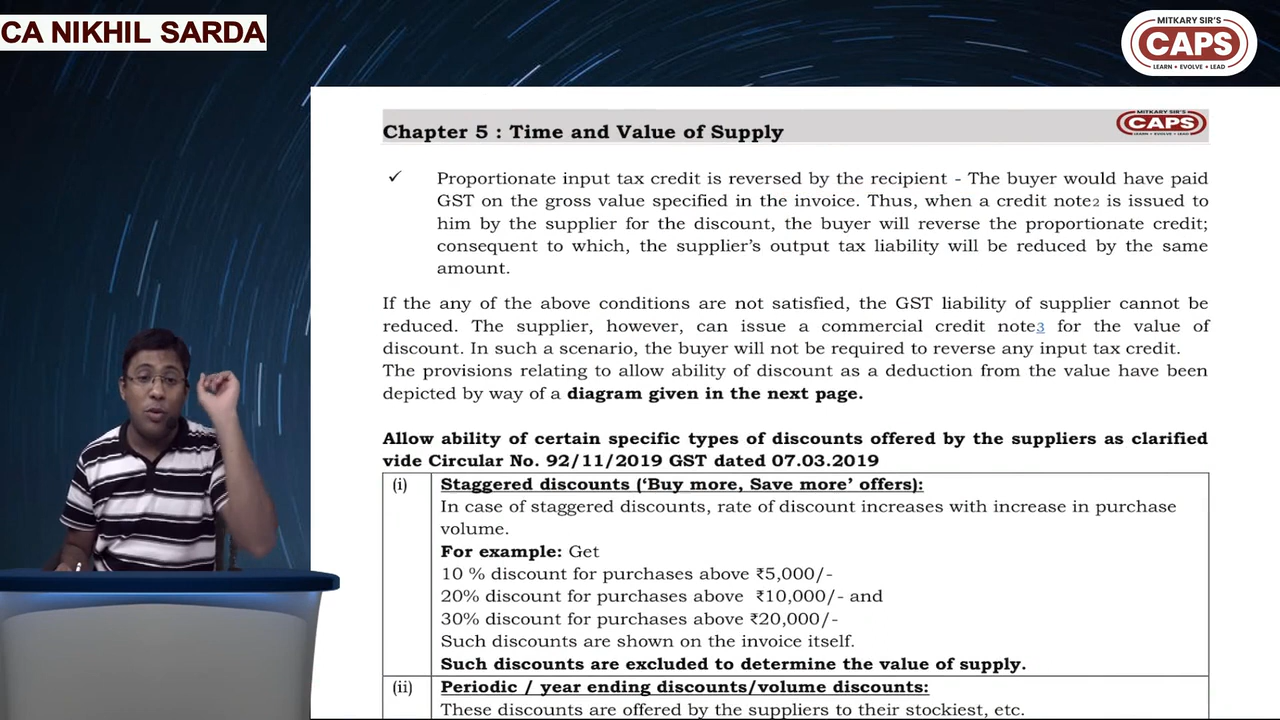 CA NIKHIL SARDA
MITKARY SIR'S
CAPS
LEARN • EVOLVE • LEAD
Chapter 5 : Time and Value of Supply
MITKARY SIR'S
CAPS
LEARN • EVOLVE • LEAD
✓ Proportionate input tax credit is reversed by the recipient - The buyer would have paid
GST on the gross value specified in the invoice. Thus, when a credit note2 is issued to
him by the supplier for the discount, the buyer will reverse the proportionate credit;
consequent to which, the supplier's output tax liability will be reduced by the same
amount.
If the any of the above conditions are not satisfied, the GST liability of supplier cannot be
reduced. The supplier, however, can issue a commercial credit note3 for the value of
discount. In such a scenario, the buyer will not be required to reverse any input tax credit.
The provisions relating to allow ability of discount as a deduction from the value have been
depicted by way of a diagram given in the next page.
Allow ability of certain specific types of discounts offered by the suppliers as clarified
vide Circular No. 92/11/2019 GST dated 07.03.2019
(i) Staggered discounts ('Buy more, Save more' offers):
In case of staggered discounts, rate of discount increases with increase in purchase
volume.
For example: Get
10 % discount for purchases above ₹5,000/-
20% discount for purchases above ₹10,000/- and
30% discount for purchases above ₹20,000/-
Such discounts are shown on the invoice itself.
Such discounts are excluded to determine the value of supply.
(ii) Periodic / year ending discounts/volume discounts:
These discounts are offered by the suppliers to their stockiest, etc.